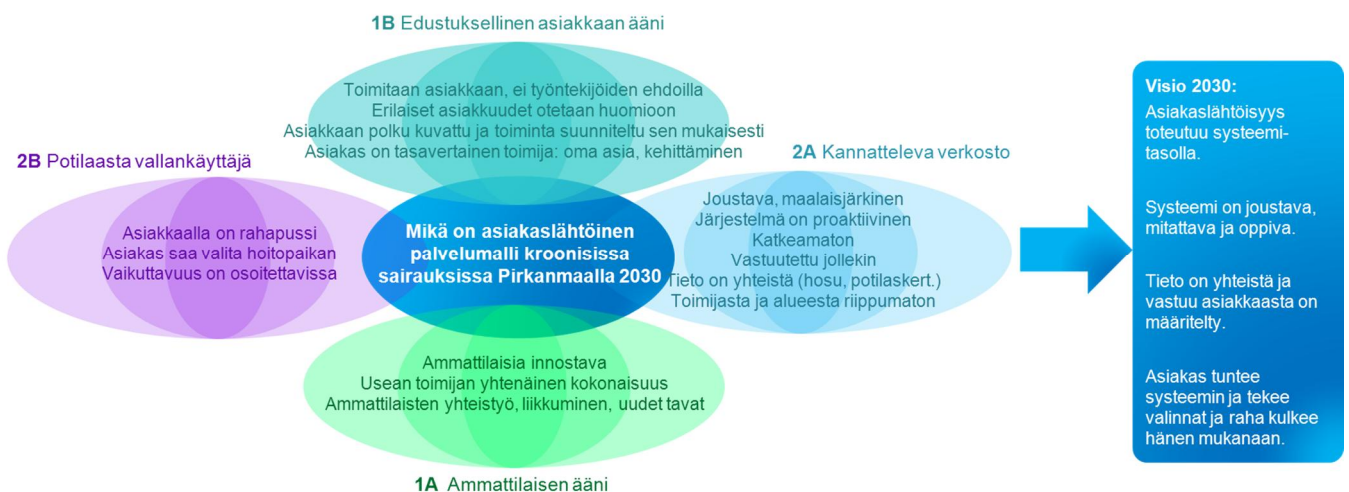 1B Edustuksellinen asiakkaan ääni
Toimitaan asiakkaan, ei työntekijöiden ehdoilla
Erilaiset asiakkuudet otetaan huomioon
Asiakkaan polku kuvattu ja toiminta suunniteltu sen mukaisesti
Asiakas on tasavertainen toimija: oma asia, kehittäminen
2B Potilaasta vallankäyttäjä
Asiakkaalla on rahapussi
Asiakas saa valita hoitopaikan
Vaikuttavuus on osoitettavissa
Mikä on asiakaslähtöinen
palvelumalli kroonisissa
sairauksissa Pirkanmaalla 2030
2A Kannatteleva verkosto
Joustava, maalaisjärkinen
Järjestelmä on proaktiivinen
Katkeamaton
Vastuutettu jollekin
Tieto on yhteistä (hosu, potilaskert.)
Toimijasta ja alueesta riippumaton
Ammattilaisia innostava
Usean toimijan yhtenäinen kokonaisuus
Ammattilaisten yhteistyö, liikkuminen, uudet tavat
1A Ammattilaisen ääni
Visio 2030:
Asiakaslähtöisyys
toteutuu systeemi-
tasolla.
Systeemi on joustava,
mitattava ja oppiva.
Tieto on yhteistä ja
vastuu asiakkaasta on
määritelty.
Asiakas tuntee
systeemin ja tekee
valinnat ja raha kulkee
hänen mukanaan.